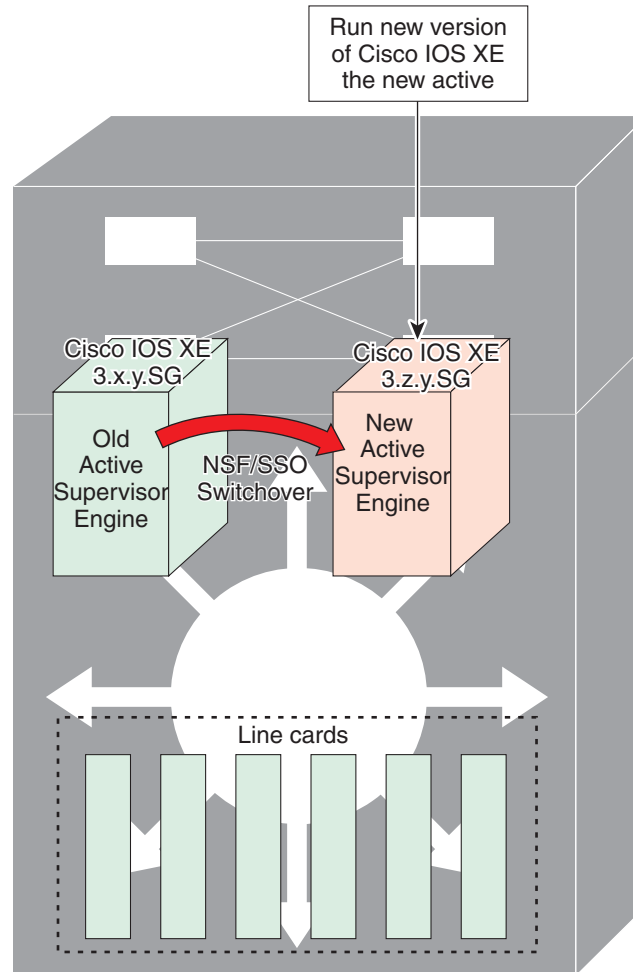 Run new version
of Cisco IOS XE
the new active
Cisco IOS XE
3.x.y.SG
Cisco IOS XE
3.z.y.SG
Old
Active
Supervisor
Engine
NSF/SSO
Switchover
New
Active
Supervisor
Engine
Line cards